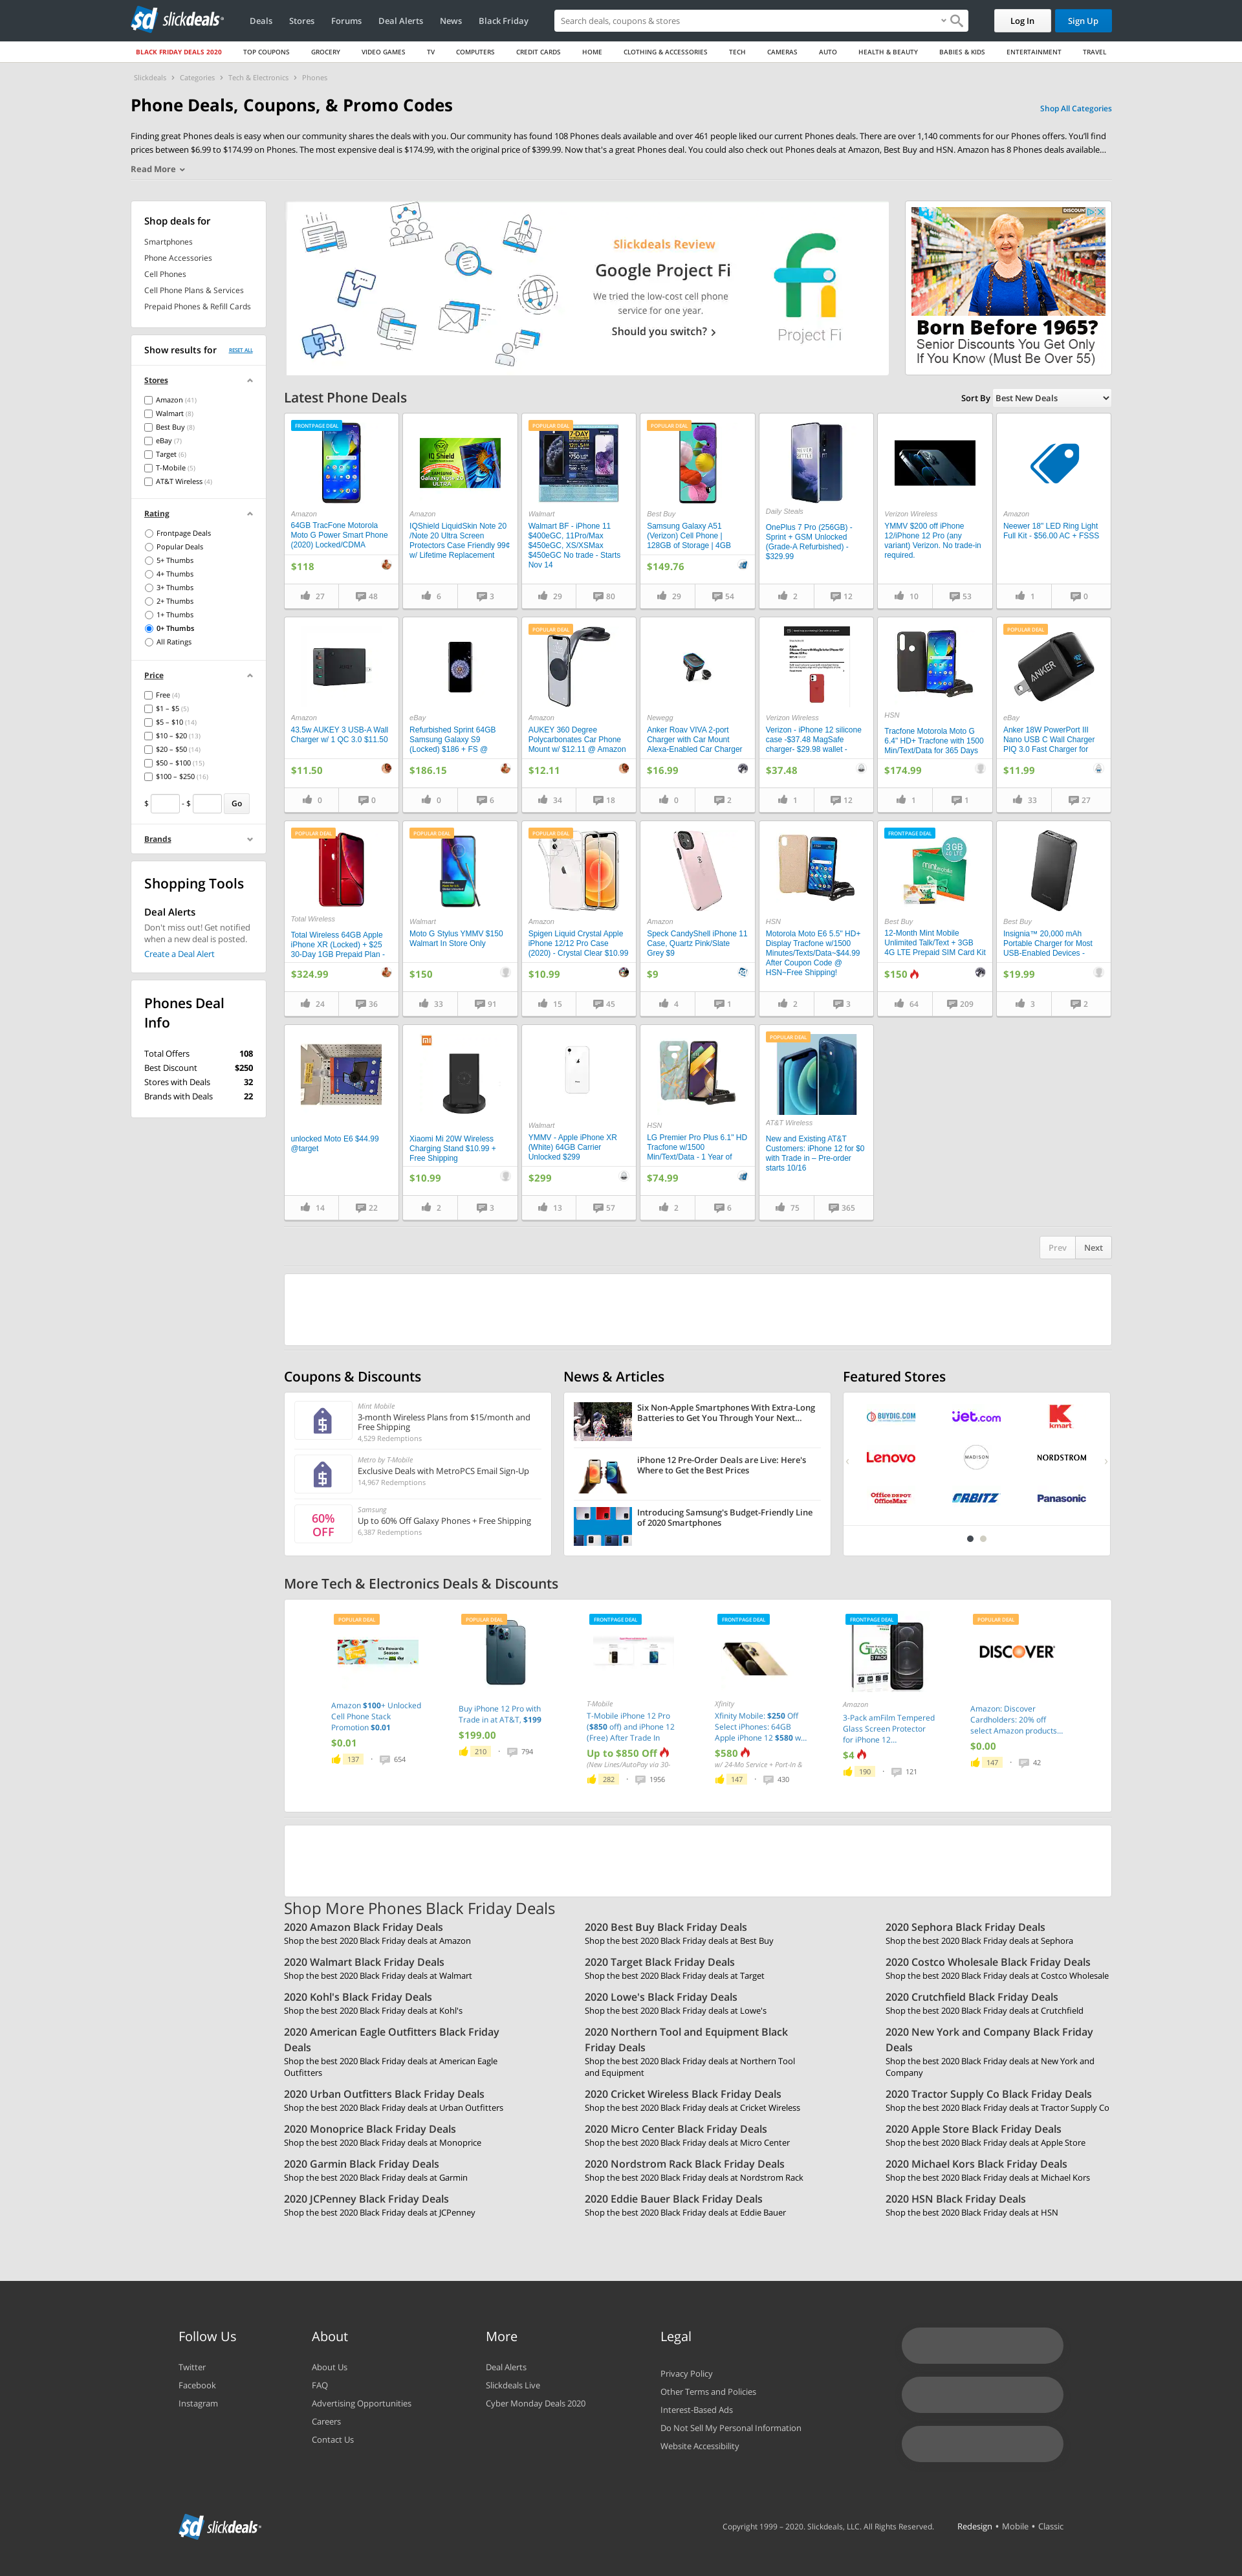 sd slickdeals
Deals
Stores
Forums
Deal Alerts
News
Black Friday
Search deals, coupons & stores
Log In
Sign Up
BLACK FRIDAY DEALS 2020
TOP COUPONS
GROCERY
VIDEO GAMES
TV
COMPUTERS
CREDIT CARDS
HOME
CLOTHING & ACCESSORIES
TECH
CAMERAS
AUTO
HEALTH & BEAUTY
BABIES & KIDS
ENTERTAINMENT
TRAVEL
Slickdeals > Categories > Tech & Electronics > Phones
Phone Deals, Coupons, & Promo Codes
Shop All Categories
Finding great Phones deals is easy when our community shares the deals with you. Our community has found 108 Phones deals available and over 461 people liked our current Phones deals. There are over 1,140 comments for our Phones offers. You'll find
prices between $6.99 to $174.99 on Phones. The most expensive deal is $174.99, with the original price of $399.99. Now that's a great Phones deal. You could also check out Phones deals at Amazon, Best Buy and HSN. Amazon has 8 Phones deals available...
Read More
Shop deals for
Smartphones
Phone Accessories
Cell Phones
Cell Phone Plans & Services
Prepaid Phones & Refill Cards
Show results for
RESET ALL
Stores
Amazon (41)
Walmart (8)
Best Buy (8)
eBay (7)
Target (6)
T-Mobile (5)
AT&T Wireless (4)
Rating
Frontpage Deals
Popular Deals
5+ Thumbs
4+ Thumbs
3+ Thumbs
2+ Thumbs
1+ Thumbs
0+ Thumbs
All Ratings
Price
Free (4)
$1 – $5 (5)
$5 – $10 (14)
$10 – $20 (13)
$20 – $50 (14)
$50 – $100 (15)
$100 – $250 (16)
$ - $ Go
Brands
Shopping Tools
Deal Alerts
Don't miss out! Get notified
when a new deal is posted.
Create a Deal Alert
Phones Deal
Info
Total Offers 108
Best Discount $250
Stores with Deals 32
Brands with Deals 22
Slickdeals Review
Google Project Fi
We tried the low-cost cell phone
service for one year.
Should you switch? >
Project Fi
DISCOUN
Born Before 1965?
Senior Discounts You Get Only
If You Know (Must Be Over 55)
Latest Phone Deals
Sort By Best New Deals
FRONTPAGE DEAL
Amazon
64GB TracFone Motorola
Moto G Power Smart Phone
(2020) Locked/CDMA
$118
27 48
IQ Shield
Amazon
IQShield LiquidSkin Note 20
/Note 20 Ultra Screen
Protectors Case Friendly 99¢
w/ Lifetime Replacement
6 3
POPULAR DEAL
Walmart
Walmart BF - iPhone 11
$400eGC, 11Pro/Max
$450eGC, XS/XSMax
$450eGC No trade - Starts
Nov 14
29 80
POPULAR DEAL
Best Buy
Samsung Galaxy A51
(Verizon) Cell Phone |
128GB of Storage | 4GB
$149.76
29 54
Daily Steals
OnePlus 7 Pro (256GB) -
Sprint + GSM Unlocked
(Grade-A Refurbished) -
$329.99
2 12
Verizon Wireless
YMMV $200 off iPhone
12/iPhone 12 Pro (any
variant) Verizon. No trade-in
required.
10 53
Amazon
Neewer 18" LED Ring Light
Full Kit - $56.00 AC + FSSS
1 0
Amazon
43.5w AUKEY 3 USB-A Wall
Charger w/ 1 QC 3.0 $11.50
$11.50
0 0
eBay
Refurbished Sprint 64GB
Samsung Galaxy S9
(Locked) $186 + FS @
$186.15
0 6
POPULAR DEAL
Amazon
AUKEY 360 Degree
Polycarbonates Car Phone
Mount w/ $12.11 @ Amazon
$12.11
34 18
Newegg
Anker Roav VIVA 2-port
Charger with Car Mount
Alexa-Enabled Car Charger
$16.99
0 2
Verizon Wireless
Verizon - iPhone 12 silicone
case -$37.48 MagSafe
charger- $29.98 wallet -
$37.48
1 12
HSN
Tracfone Motorola Moto G
6.4" HD+ Tracfone with 1500
Min/Text/Data for 365 Days
$174.99
1 1
POPULAR DEAL
ANKER
eBay
Anker 18W PowerPort III
Nano USB C Wall Charger
PIQ 3.0 Fast Charger for
$11.99
33 27
POPULAR DEAL
Total Wireless
Total Wireless 64GB Apple
iPhone XR (Locked) + $25
30-Day 1GB Prepaid Plan -
$324.99
24 36
POPULAR DEAL
Walmart
Moto G Stylus YMMV $150
Walmart In Store Only
$150
33 91
POPULAR DEAL
Amazon
Spigen Liquid Crystal Apple
iPhone 12/12 Pro Case
(2020) - Crystal Clear $10.99
$10.99
15 45
Amazon
Speck CandyShell iPhone 11
Case, Quartz Pink/Slate
Grey $9
$9
4 1
HSN
Motorola Moto E6 5.5" HD+
Display Tracfone w/1500
Minutes/Texts/Data~$44.99
After Coupon Code @
HSN~Free Shipping!
2 3
FRONTPAGE DEAL
3GB
Best Buy
12-Month Mint Mobile
Unlimited Talk/Text + 3GB
4G LTE Prepaid SIM Card Kit
$150
64 209
Best Buy
Insignia™ 20,000 mAh
Portable Charger for Most
USB-Enabled Devices -
$19.99
3 2
unlocked Moto E6 $44.99
@target
14 22
MI
Xiaomi Mi 20W Wireless
Charging Stand $10.99 +
Free Shipping
$10.99
2 3
Walmart
YMMV - Apple iPhone XR
(White) 64GB Carrier
Unlocked $299
$299
13 57
HSN
LG Premier Pro Plus 6.1" HD
Tracfone w/1500
Min/Text/Data - 1 Year of
$74.99
2 6
POPULAR DEAL
AT&T Wireless
New and Existing AT&T
Customers: iPhone 12 for $0
with Trade in – Pre-order
starts 10/16
75 365
Prev
Next
Coupons & Discounts
Mint Mobile
3-month Wireless Plans from $15/month and
Free Shipping
4,529 Redemptions
Metro by T-Mobile
Exclusive Deals with MetroPCS Email Sign-Up
14,967 Redemptions
60%
OFF
Samsung
Up to 60% Off Galaxy Phones + Free Shipping
6,387 Redemptions
News & Articles
Six Non-Apple Smartphones With Extra-Long
Batteries to Get You Through Your Next...
iPhone 12 Pre-Order Deals are Live: Here's
Where to Get the Best Prices
Introducing Samsung's Budget-Friendly Line
of 2020 Smartphones
Featured Stores
BUYDIG.COM
Jet.com
Kmart
Lenovo
MADISON
NORDSTROM
Office DEPOT
OfficeMax
ORBITZ
Panasonic
More Tech & Electronics Deals & Discounts
POPULAR DEAL
Amazon $100+ Unlocked
Cell Phone Stack
Promotion $0.01
$0.01
137 · 654
POPULAR DEAL
Buy iPhone 12 Pro with
Trade in at AT&T, $199
$199.00
210 · 794
FRONTPAGE DEAL
T-Mobile
T-Mobile iPhone 12 Pro
($850 off) and iPhone 12
(Free) After Trade In
Up to $850 Off
(New Lines/AutoPay via 30-
282 · 1956
FRONTPAGE DEAL
Xfinity
Xfinity Mobile: $250 Off
Select iPhones: 64GB
Apple iPhone 12 $580 w...
$580
w/ 24-Mo Service + Port-In &
147 · 430
FRONTPAGE DEAL
GLASS
Amazon
3-Pack amFilm Tempered
Glass Screen Protector
for iPhone 12...
$4
190 · 121
POPULAR DEAL
DISCOVER
Amazon: Discover
Cardholders: 20% off
select Amazon products...
$0.00
147 · 42
Shop More Phones Black Friday Deals
2020 Amazon Black Friday Deals
Shop the best 2020 Black Friday deals at Amazon
2020 Best Buy Black Friday Deals
Shop the best 2020 Black Friday deals at Best Buy
2020 Sephora Black Friday Deals
Shop the best 2020 Black Friday deals at Sephora
2020 Walmart Black Friday Deals
Shop the best 2020 Black Friday deals at Walmart
2020 Target Black Friday Deals
Shop the best 2020 Black Friday deals at Target
2020 Costco Wholesale Black Friday Deals
Shop the best 2020 Black Friday deals at Costco Wholesale
2020 Kohl's Black Friday Deals
Shop the best 2020 Black Friday deals at Kohl's
2020 Lowe's Black Friday Deals
Shop the best 2020 Black Friday deals at Lowe's
2020 Crutchfield Black Friday Deals
Shop the best 2020 Black Friday deals at Crutchfield
2020 American Eagle Outfitters Black Friday
Deals
Shop the best 2020 Black Friday deals at American Eagle
Outfitters
2020 Northern Tool and Equipment Black
Friday Deals
Shop the best 2020 Black Friday deals at Northern Tool
and Equipment
2020 New York and Company Black Friday
Deals
Shop the best 2020 Black Friday deals at New York and
Company
2020 Urban Outfitters Black Friday Deals
Shop the best 2020 Black Friday deals at Urban Outfitters
2020 Cricket Wireless Black Friday Deals
Shop the best 2020 Black Friday deals at Cricket Wireless
2020 Tractor Supply Co Black Friday Deals
Shop the best 2020 Black Friday deals at Tractor Supply Co
2020 Monoprice Black Friday Deals
Shop the best 2020 Black Friday deals at Monoprice
2020 Micro Center Black Friday Deals
Shop the best 2020 Black Friday deals at Micro Center
2020 Apple Store Black Friday Deals
Shop the best 2020 Black Friday deals at Apple Store
2020 Garmin Black Friday Deals
Shop the best 2020 Black Friday deals at Garmin
2020 Nordstrom Rack Black Friday Deals
Shop the best 2020 Black Friday deals at Nordstrom Rack
2020 Michael Kors Black Friday Deals
Shop the best 2020 Black Friday deals at Michael Kors
2020 JCPenney Black Friday Deals
Shop the best 2020 Black Friday deals at JCPenney
2020 Eddie Bauer Black Friday Deals
Shop the best 2020 Black Friday deals at Eddie Bauer
2020 HSN Black Friday Deals
Shop the best 2020 Black Friday deals at HSN
Follow Us
Twitter
Facebook
Instagram
About
About Us
FAQ
Advertising Opportunities
Careers
Contact Us
More
Deal Alerts
Slickdeals Live
Cyber Monday Deals 2020
Legal
Privacy Policy
Other Terms and Policies
Interest-Based Ads
Do Not Sell My Personal Information
Website Accessibility
sd slickdeals
Copyright 1999 – 2020. Slickdeals, LLC. All Rights Reserved.
Redesign • Mobile • Classic